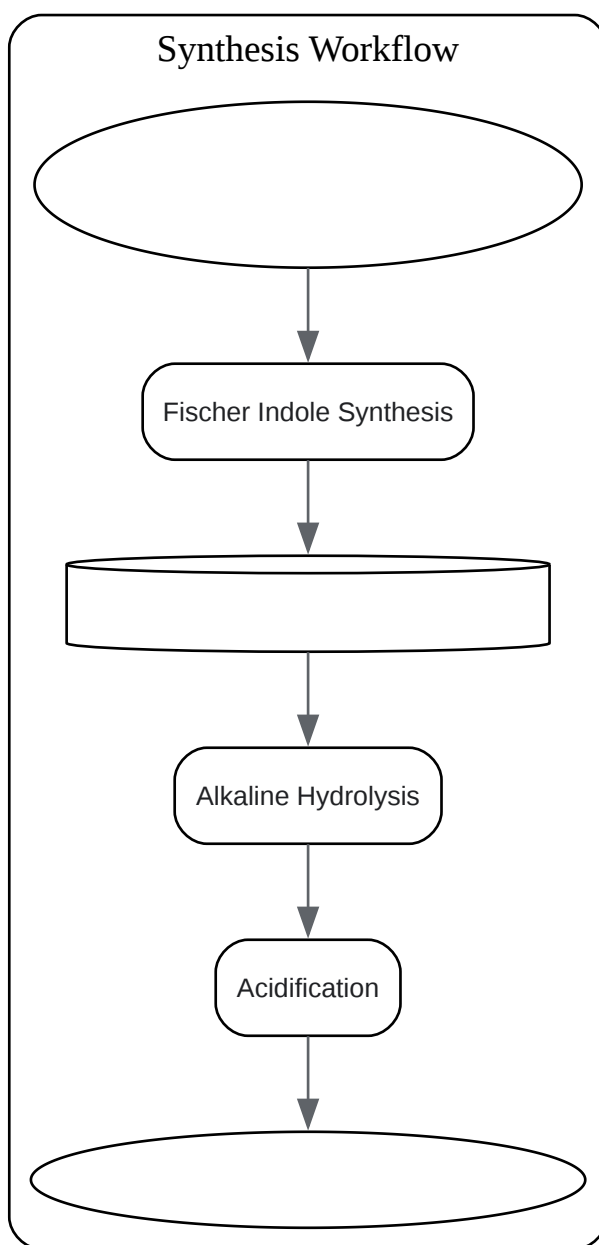 Synthesis Workflow
Fischer Indole Synthesis
Alkaline Hydrolysis
Acidification